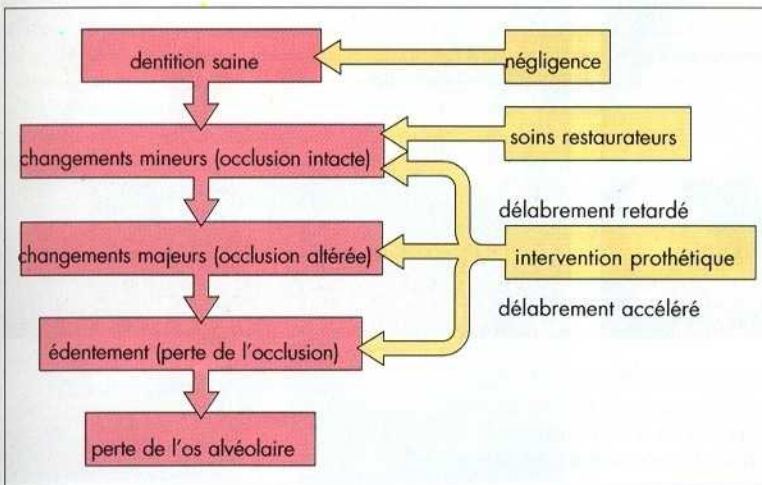 dentition saine
négligence
changements mineurs (occlusion intacte)
soins restaurateurs
délabrement retardé
changements majeurs (occlusion altérée)
intervention prothétique
délabrement accéléré
édentement (perte de l'occlusion)
perte de l'os alvéolaire